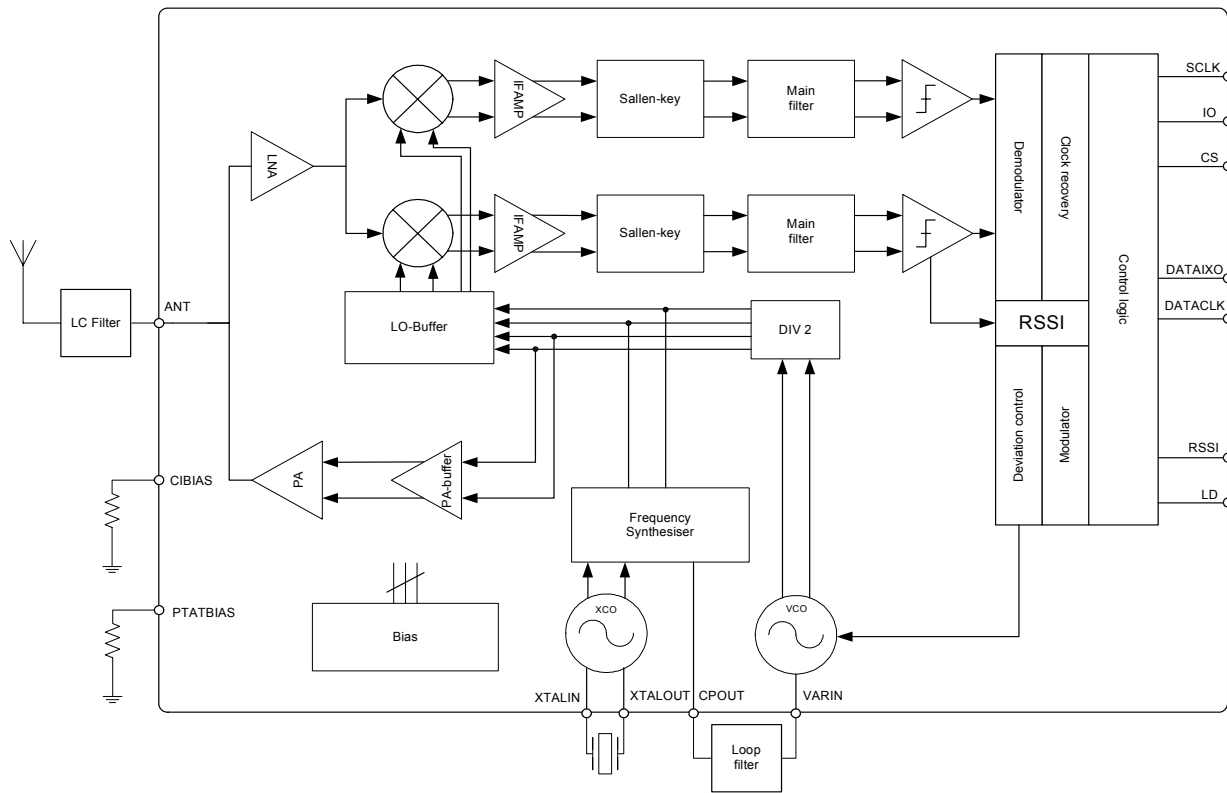 SCLK
IO
CS
DATAIXO
DATACLK
RSSI
LD
IFAMP
Sallen-key
Main
filter
LNA
IFAMP
Sallen-key
Main
filter
Demodulator
Clock recovery
Control logic
RSSI
Deviation control
Modulator
ANT
LC Filter
LO-Buffer
DIV 2
PA
PA-buffer
CIBIAS
Frequency
Synthesiser
PTATBIAS
Bias
XCO
VCO
XTALIN
XTALOUT
CPOUT
VARIN
Loop
filter